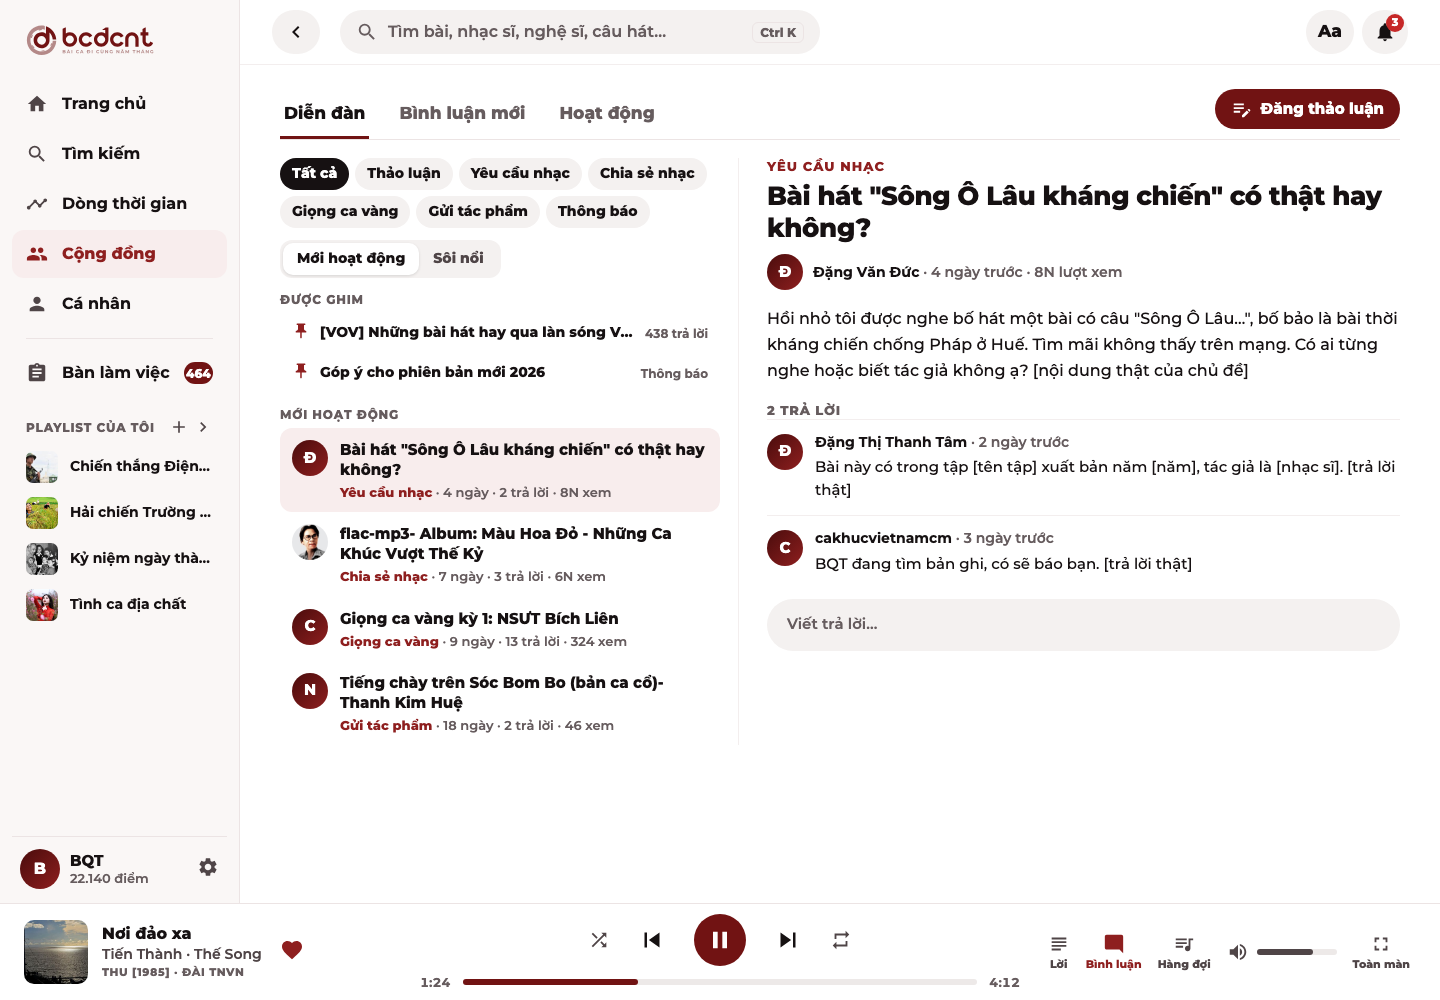 bcdcnt
BÀI CA ĐI CÙNG NĂM THÁNG
Trang chủ
Tìm kiếm
Dòng thời gian
Cộng đồng
Cá nhân
Bàn làm việc 464
PLAYLIST CỦA TÔI
Chiến thắng Điện...
Hải chiến Trường ...
Kỷ niệm ngày thà...
Tình ca địa chất
B
BQT
22.140 điểm
Tìm bài, nhạc sĩ, nghệ sĩ, câu hát... Ctrl K
Aa
3
Diễn đàn Bình luận mới Hoạt động
Đăng thảo luận
Tất cả Thảo luận Yêu cầu nhạc Chia sẻ nhạc
Giọng ca vàng Gửi tác phẩm Thông báo
Mới hoạt động Sôi nổi
ĐƯỢC GHIM
[VOV] Những bài hát hay qua làn sóng V... 438 trả lời
Góp ý cho phiên bản mới 2026 Thông báo
MỚI HOẠT ĐỘNG
Đ
Bài hát "Sông Ô Lâu kháng chiến" có thật hay
không?
Yêu cầu nhạc · 4 ngày · 2 trả lời · 8N xem
flac-mp3- Album: Màu Hoa Đỏ - Những Ca
Khúc Vượt Thế Kỷ
Chia sẻ nhạc · 7 ngày · 3 trả lời · 6N xem
C
Giọng ca vàng kỳ 1: NSƯT Bích Liên
Giọng ca vàng · 9 ngày · 13 trả lời · 324 xem
N
Tiếng chày trên Sóc Bom Bo (bản ca cổ)-
Thanh Kim Huệ
Gửi tác phẩm · 18 ngày · 2 trả lời · 46 xem
YÊU CẦU NHẠC
Bài hát "Sông Ô Lâu kháng chiến" có thật hay
không?
Đ
Đặng Văn Đức · 4 ngày trước · 8N lượt xem
Hồi nhỏ tôi được nghe bố hát một bài có câu "Sông Ô Lâu...", bố bảo là bài thời
kháng chiến chống Pháp ở Huế. Tìm mãi không thấy trên mạng. Có ai từng
nghe hoặc biết tác giả không ạ? [nội dung thật của chủ đề]
2 TRẢ LỜI
Đ
Đặng Thị Thanh Tâm · 2 ngày trước
Bài này có trong tập [tên tập] xuất bản năm [năm], tác giả là [nhạc sĩ]. [trả lời
thật]
C
cakhucvietnamcm · 3 ngày trước
BQT đang tìm bản ghi, có sẽ báo bạn. [trả lời thật]
Viết trả lời...
Nơi đảo xa
Tiến Thành · Thế Song
THU [1985] · ĐÀI TNVN
1:24
4:12
Lời Bình luận Hàng đợi
Toàn màn